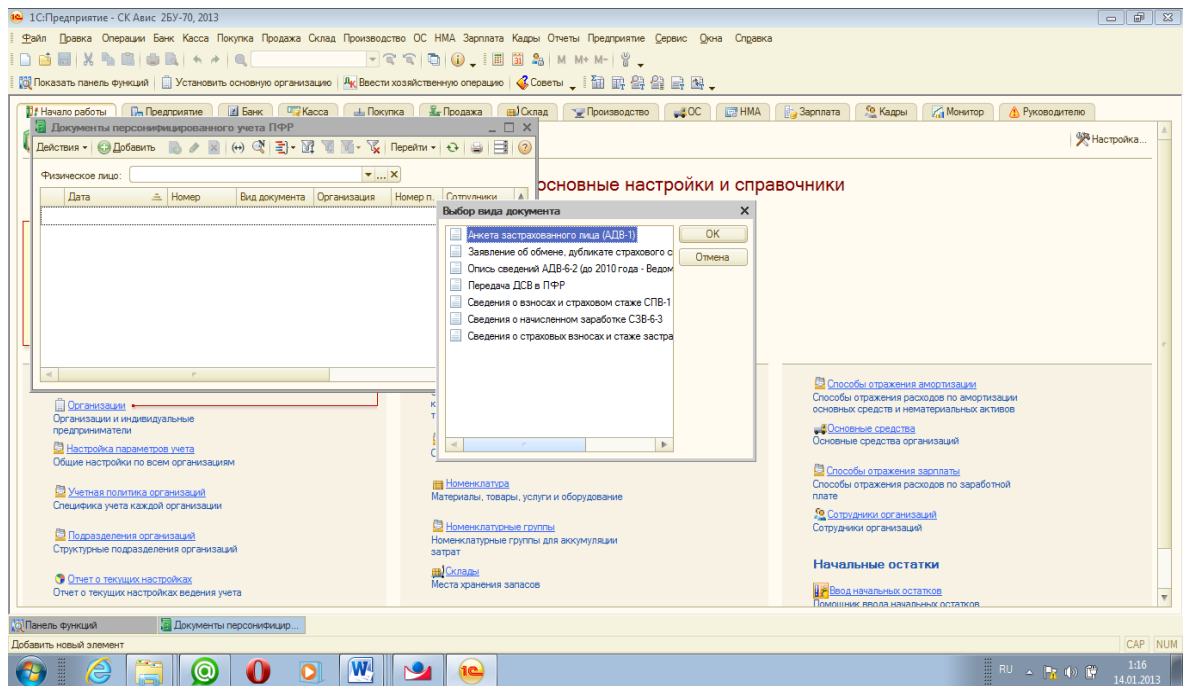 1С:Предприятие - СК Авис 2БУ-70, 2013
Файл Правка Операции Банк Касса Покупка Продажа Склад Производство ОС НМА Зарплата Кадры Отчеты Предприятие Сервис Окна Справка
M M+ M-
Показать панель функций Установить основную организацию Ввести хозяйственную операцию Советы
Начало работы Предприятие Банк Касса Покупка Продажа Склад Производство ОС НМА Зарплата Кадры Монитор Руководителю
Документы персонифицированного учета ПФР
Настройка...
Действия Добавить Перейти
Физическое лицо:
основные настройки и справочники
Дата Номер Вид документа Организация Номер п. Сотрудники
Выбор вида документа
Анкета застрахованного лица (АДВ-1)
Заявление об обмене, дубликате страхового с
Опись сведений АДВ-6-2 (до 2010 года - Ведом
Передача ДСВ в ПФР
Сведения о взносах и страховом стаже СПВ-1
Сведения о начисленном заработке СЗВ-6-3
Сведения о страховых взносах и стаже застра
OK
Отмена
Организации
Организации и индивидуальные
предприниматели
Настройка параметров учета
Общие настройки по всем организациям
Учетная политика организаций
Специфика учета каждой организации
Подразделения организаций
Структурные подразделения организаций
Отчет о текущих настройках
Отчет о текущих настройках ведения учета
Номенклатура
Материалы, товары, услуги и оборудование
Номенклатурные группы
Номенклатурные группы для аккумуляции
затрат
Склады
Места хранения запасов
Способы отражения амортизации
Способы отражения расходов по амортизации
основных средств и нематериальных активов
Основные средства
Основные средства организаций
Способы отражения зарплаты
Способы отражения расходов по заработной
плате
Сотрудники организаций
Сотрудники организаций
Начальные остатки
Ввод начальных остатков
Помощник ввода начальных остатков
Панель функций Документы персонифицир...
Добавить новый элемент
CAP NUM
RU
1:16
14.01.2013